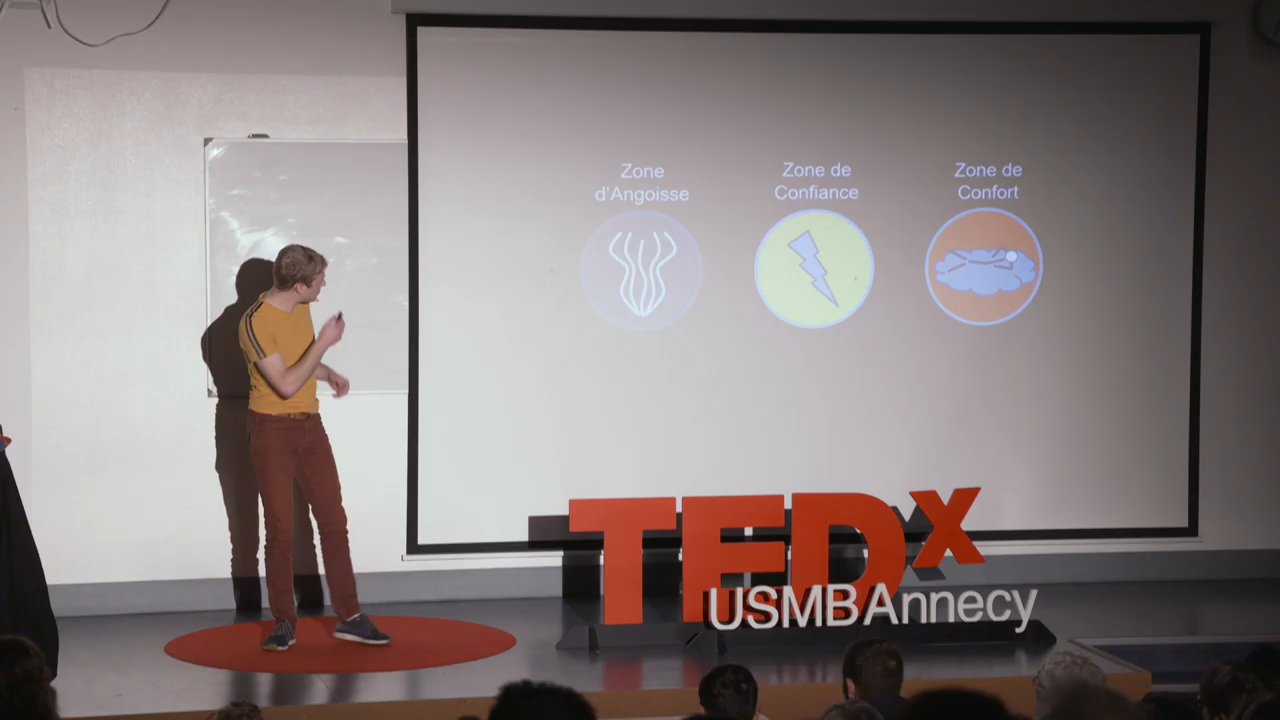 Zone
d'Angoisse
Zone de
Confiance
Zone de
Confort
TEDx
USMBAnnecy